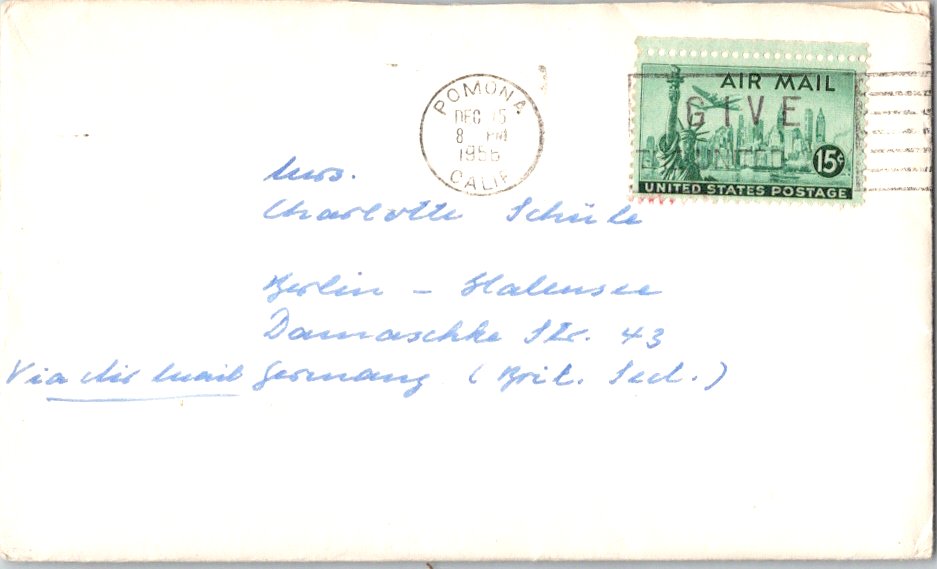 POMONA
DEC 15
8 PM
1956
CALIF
AIR MAIL
GIVE
UNITED
15¢
UNITED STATES POSTAGE
Mrs.
Charlotte Schüle
Berlin - Halensee
Damaschke Str. 43
Via Air Mail Germany (Brit. Sect.)